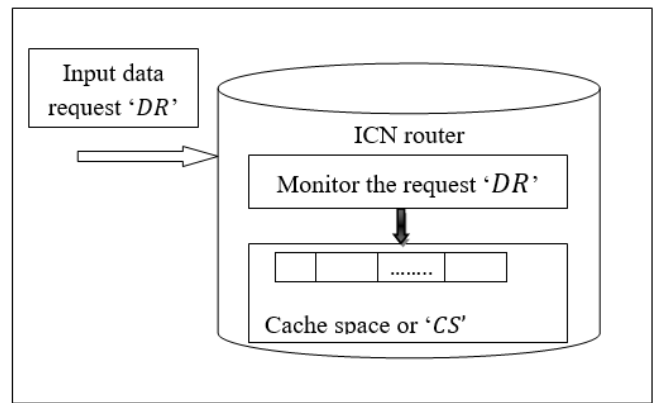 Input data
request ‘DR’
ICN router
Monitor the request ‘DR’
........
Cache space or ‘CS’